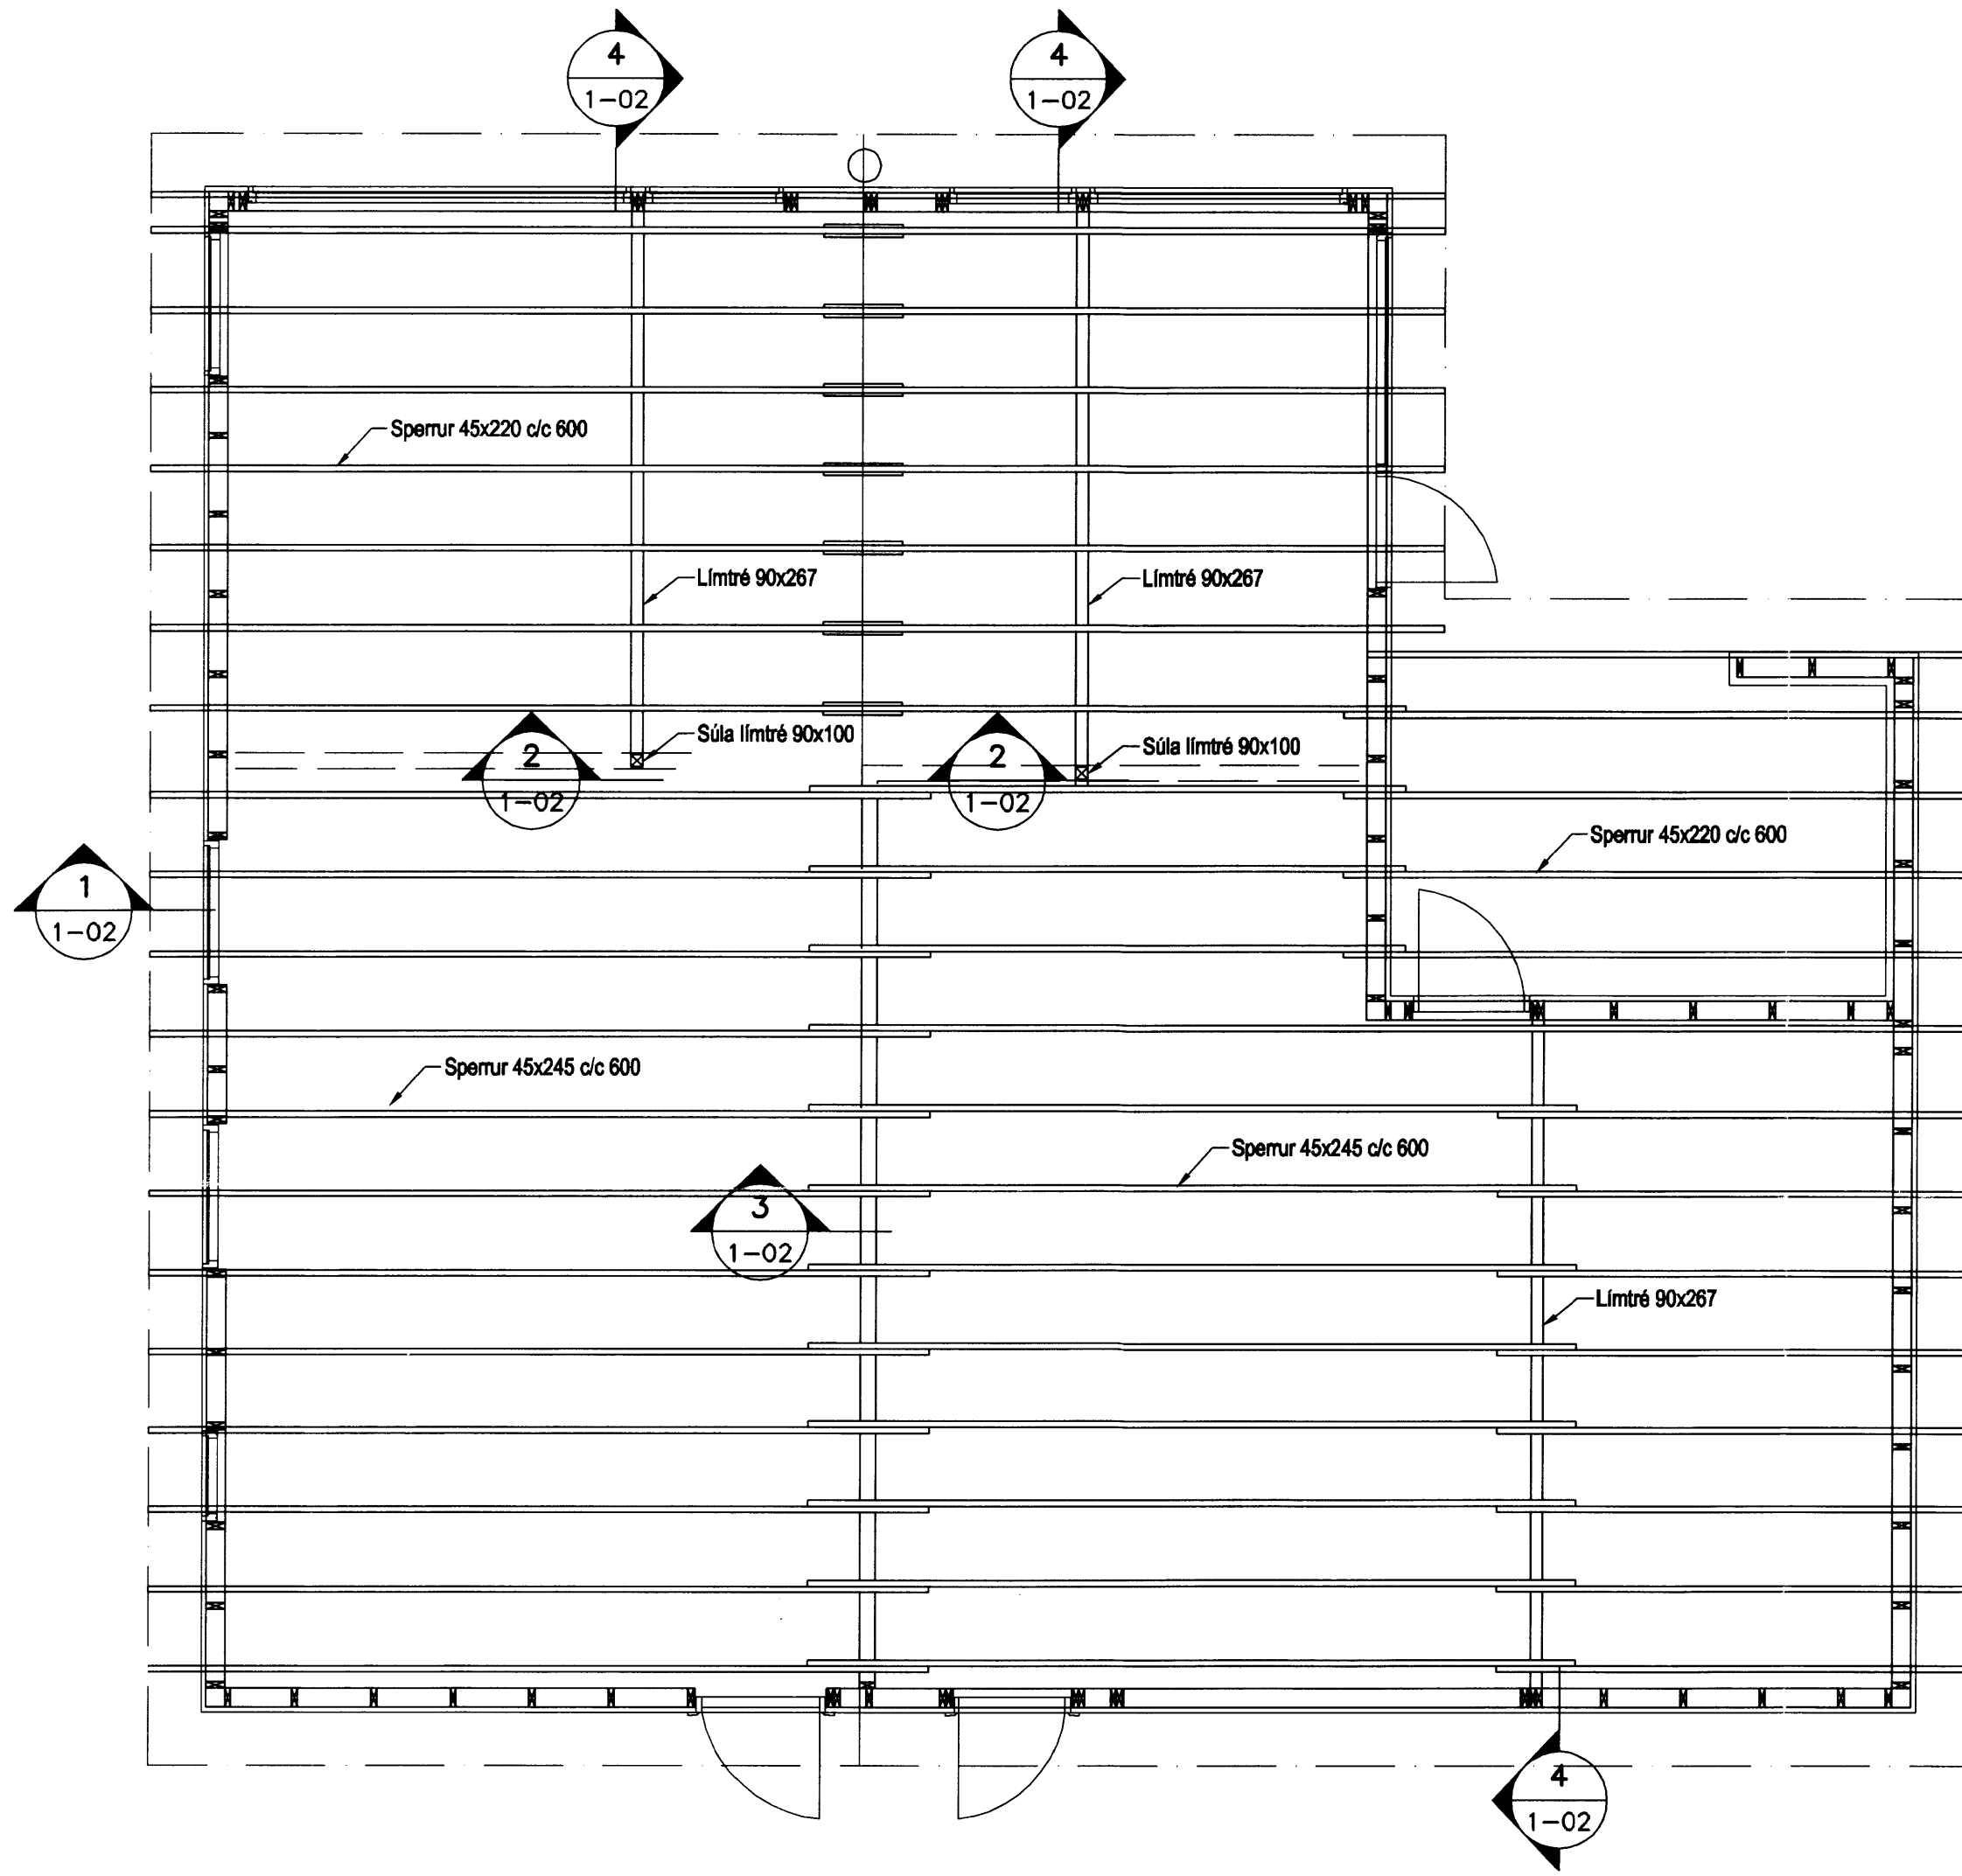 4
1-02
4
1-02
Sperrur 45x220 c/c 600
Límtré 90x267
Límtré 90x267
Súla límtré 90x100
Súla límtré 90x100
2
1-02
2
1-02
Sperrur 45x220 c/c 600
1
1-02
Sperrur 45x245 c/c 600
Sperrur 45x245 c/c 600
3
1-02
Límtré 90x267
4
1-02